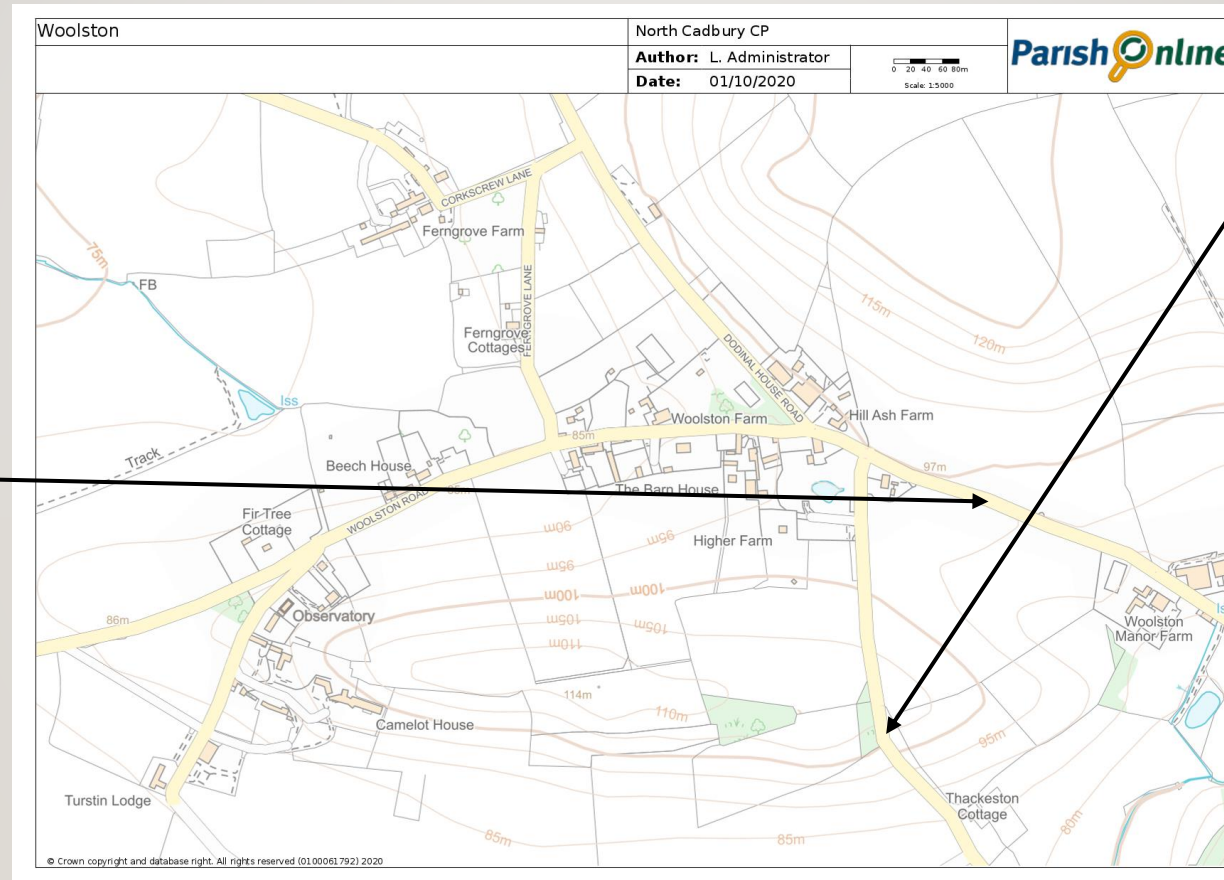 Woolston
North Cadbury CP
Author: L. Administrator
Date: 01/10/2020
0 20 40 60 80m
Scale: 1:5000
Parish Online
CORKSCREW LANE
Ferngrove Farm
75m
FB
FERNGROVE LANE
Ferngrove
Cottages
115m
120m
DODINAL HOUSE ROAD
Iss
Woolston Farm
Hill Ash Farm
85m
Track
Beech House
97m
The Barn House
WOOLSTON ROAD
Fir Tree
Cottage
90m
95m
Higher Farm
95m
100m
100m
Observatory
105m
105m
86m
110m
Woolston
Manor Farm
114m
110m
Camelot House
95m
Turstin Lodge
Thackeston
Cottage
80m
85m
85m
© Crown copyright and database right. All rights reserved (0100061792) 2020